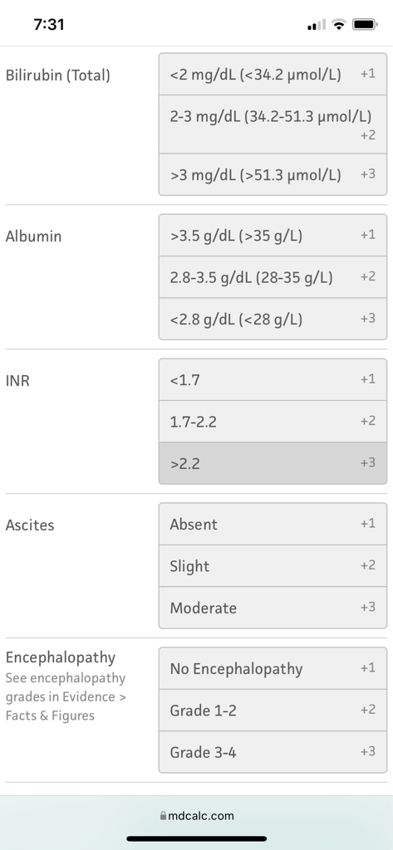 7:31
Bilirubin (Total)
<2 mg/dL (<34.2 µmol/L) +1
2-3 mg/dL (34.2-51.3 µmol/L)
+2
>3 mg/dL (>51.3 µmol/L) +3
Albumin
>3.5 g/dL (>35 g/L) +1
2.8-3.5 g/dL (28-35 g/L) +2
<2.8 g/dL (<28 g/L) +3
INR
<1.7 +1
1.7-2.2 +2
>2.2 +3
Ascites
Absent +1
Slight +2
Moderate +3
Encephalopathy
See encephalopathy
grades in Evidence >
Facts & Figures
No Encephalopathy +1
Grade 1-2 +2
Grade 3-4 +3
mdcalc.com